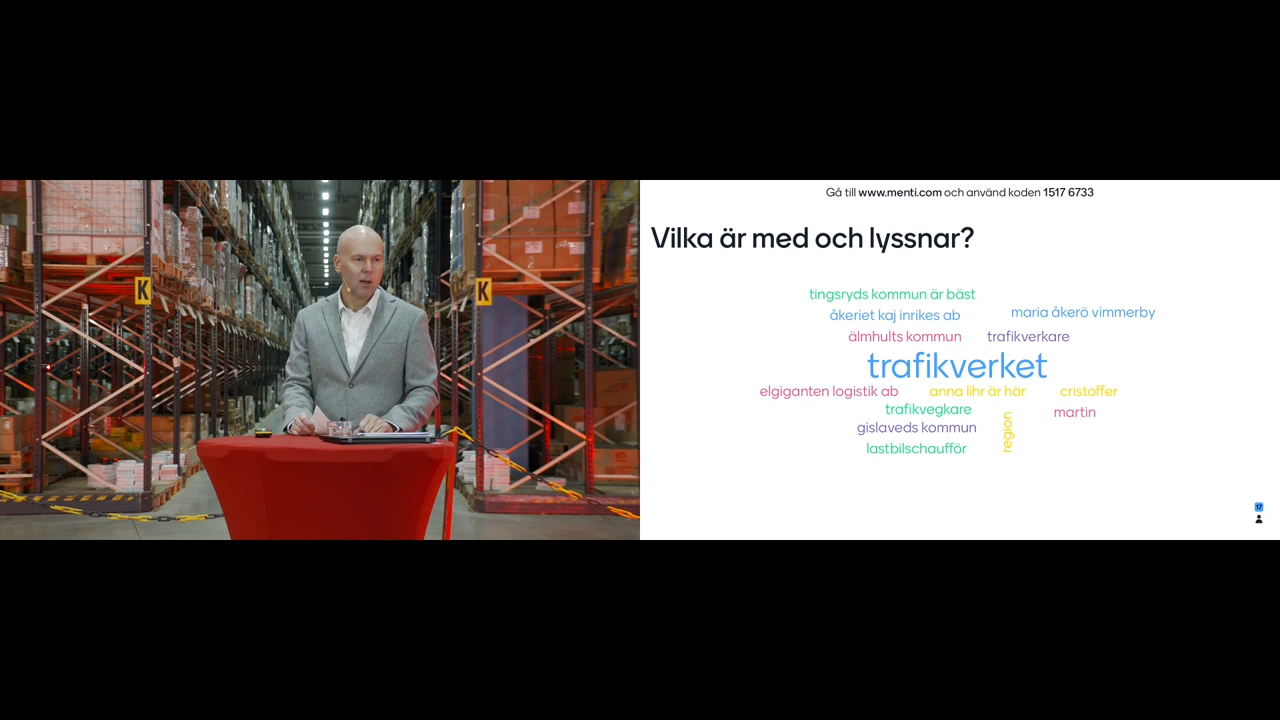 K
K
Gå till www.menti.com och använd koden 1517 6733
Vilka är med och lyssnar?
tingsryds kommun är bäst
åkeriet kaj inrikes ab
maria åkerö vimmerby
älmhults kommun
trafikverkare
trafikverket
elgiganten logistik ab
anna lihr är här
cristoffer
trafikvegkare
martin
gislaveds kommun
region
lastbilschaufför
17